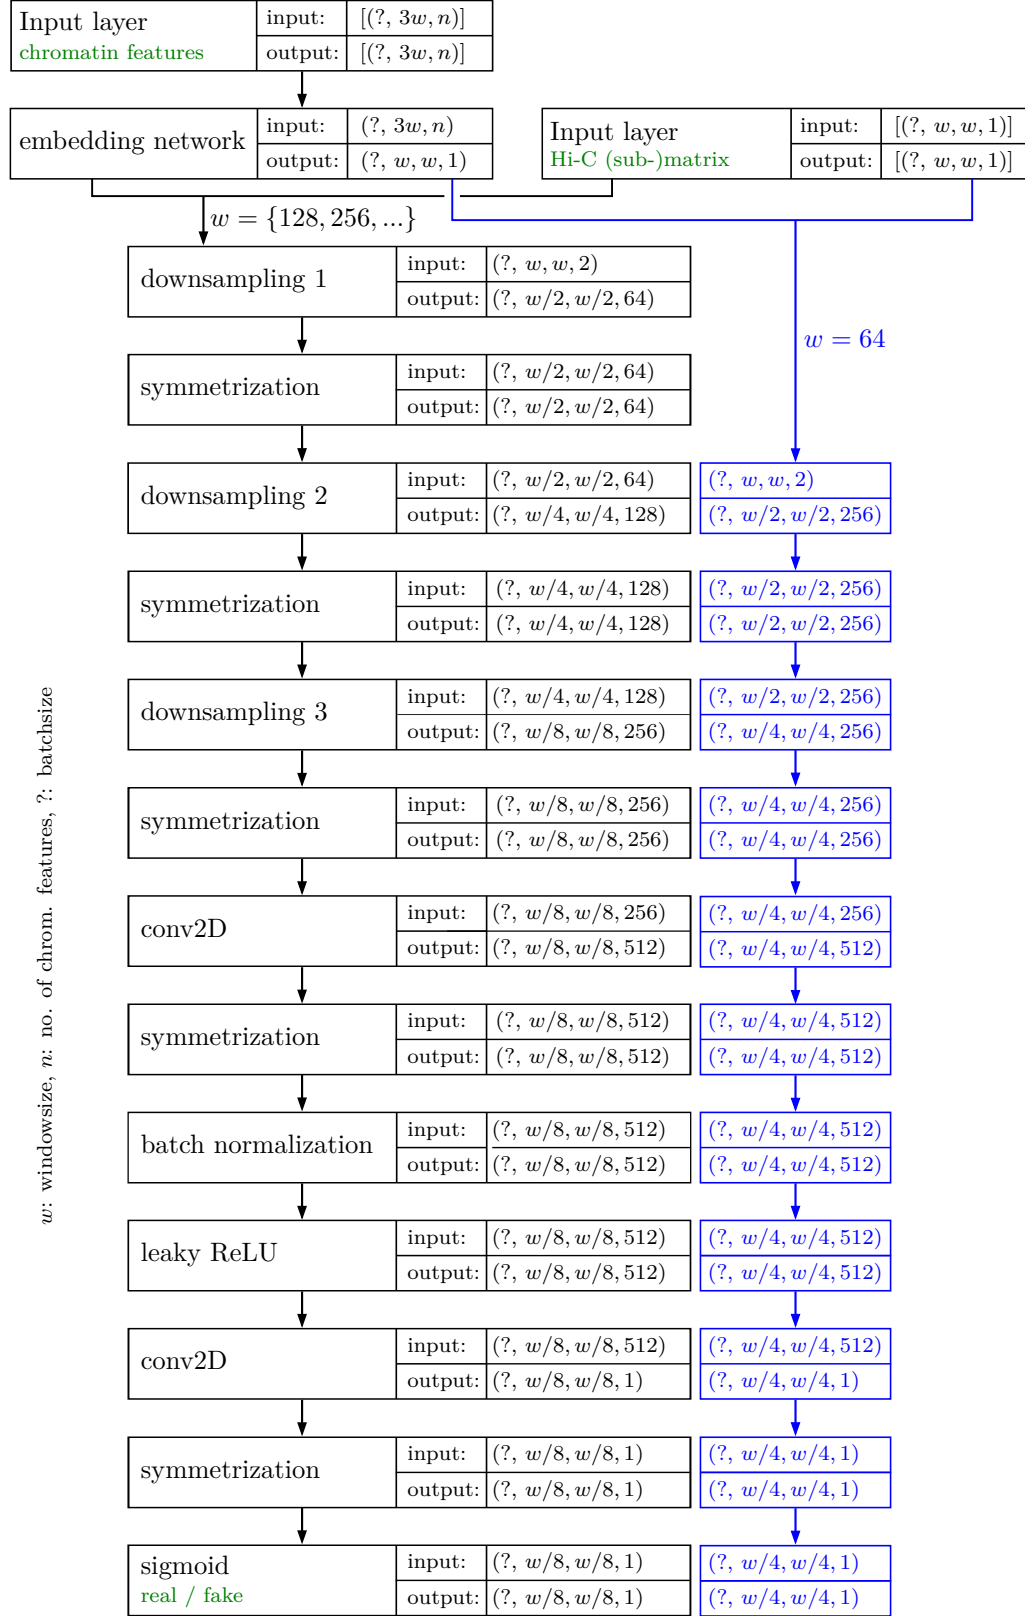 Input layer
chromatin features
input: [(?, 3w, n)]
output: [(?, 3w, n)]
embedding network
input: (?, 3w, n)
output: (?, w, w, 1)
Input layer
Hi-C (sub-)matrix
input: [(?, w, w, 1)]
output: [(?, w, w, 1)]
w = {128, 256, ...}
w = 64
downsampling 1
input: (?, w, w, 2)
output: (?, w/2, w/2, 64)
symmetrization
input: (?, w/2, w/2, 64)
output: (?, w/2, w/2, 64)
downsampling 2
input: (?, w/2, w/2, 64) (?, w, w, 2)
output: (?, w/4, w/4, 128) (?, w/2, w/2, 256)
symmetrization
input: (?, w/4, w/4, 128) (?, w/2, w/2, 256)
output: (?, w/4, w/4, 128) (?, w/2, w/2, 256)
downsampling 3
input: (?, w/4, w/4, 128) (?, w/2, w/2, 256)
output: (?, w/8, w/8, 256) (?, w/4, w/4, 256)
symmetrization
input: (?, w/8, w/8, 256) (?, w/4, w/4, 256)
output: (?, w/8, w/8, 256) (?, w/4, w/4, 256)
conv2D
input: (?, w/8, w/8, 256) (?, w/4, w/4, 256)
output: (?, w/8, w/8, 512) (?, w/4, w/4, 512)
symmetrization
input: (?, w/8, w/8, 512) (?, w/4, w/4, 512)
output: (?, w/8, w/8, 512) (?, w/4, w/4, 512)
batch normalization
input: (?, w/8, w/8, 512) (?, w/4, w/4, 512)
output: (?, w/8, w/8, 512) (?, w/4, w/4, 512)
leaky ReLU
input: (?, w/8, w/8, 512) (?, w/4, w/4, 512)
output: (?, w/8, w/8, 512) (?, w/4, w/4, 512)
conv2D
input: (?, w/8, w/8, 512) (?, w/4, w/4, 512)
output: (?, w/8, w/8, 1) (?, w/4, w/4, 1)
symmetrization
input: (?, w/8, w/8, 1) (?, w/4, w/4, 1)
output: (?, w/8, w/8, 1) (?, w/4, w/4, 1)
sigmoid
real / fake
input: (?, w/8, w/8, 1) (?, w/4, w/4, 1)
output: (?, w/8, w/8, 1) (?, w/4, w/4, 1)
w: windowsize, n: no. of chrom. features, ?: batchsize